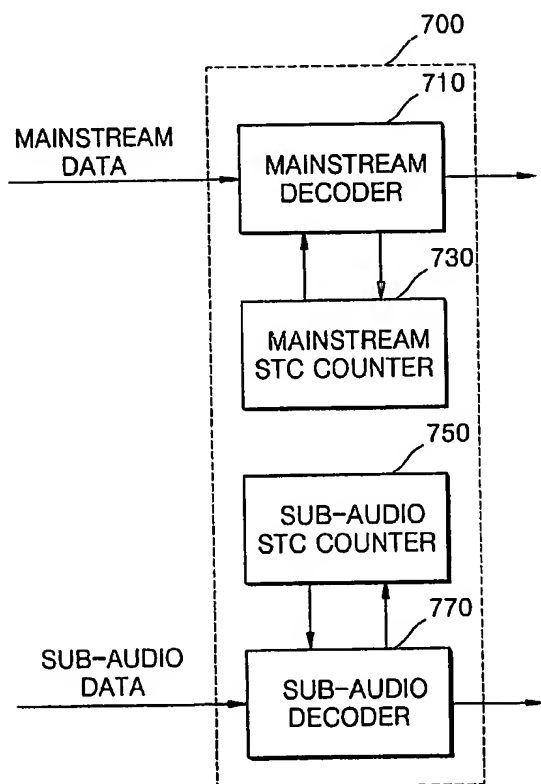 700
710
MAINSTREAM
DATA
MAINSTREAM
DECODER
730
MAINSTREAM
STC COUNTER
750
SUB-AUDIO
STC COUNTER
770
SUB-AUDIO
DATA
SUB-AUDIO
DECODER